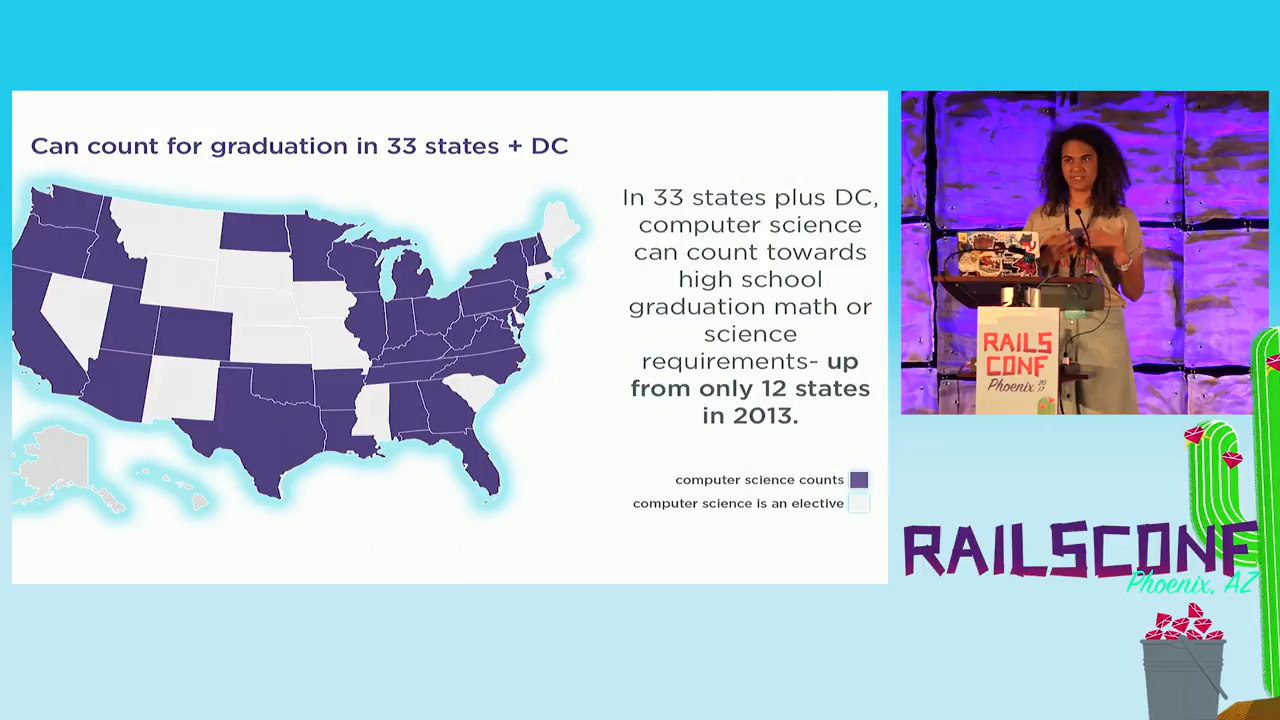 Can count for graduation in 33 states + DC
In 33 states plus DC,
computer science
can count towards
high school
graduation math or
science
requirements- up
from only 12 states
in 2013.
computer science counts
computer science is an elective
RAILS
CONF
Phoenix 2017
RAILSCONF
Phoenix, AZ